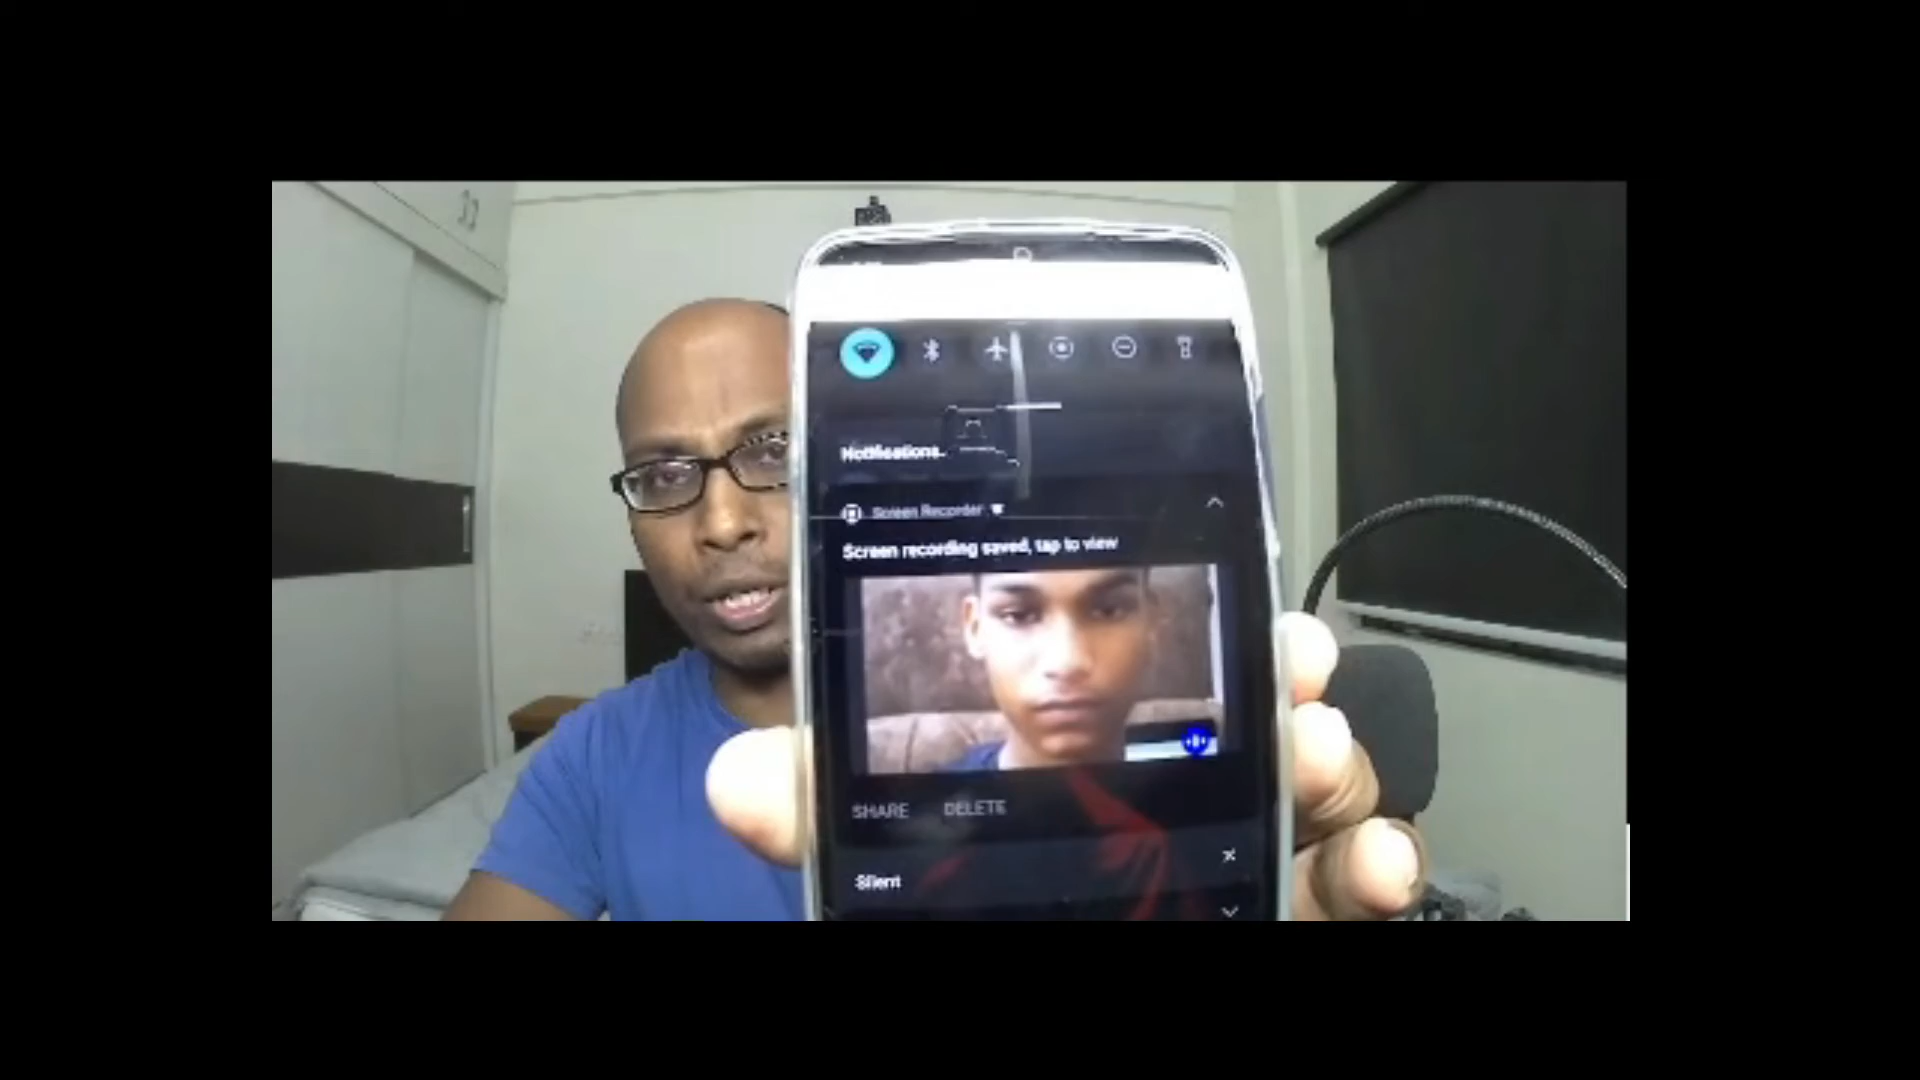 Notifications
Screen Recorder
Screen recording saved, tap to view
SHARE DELETE
Silent